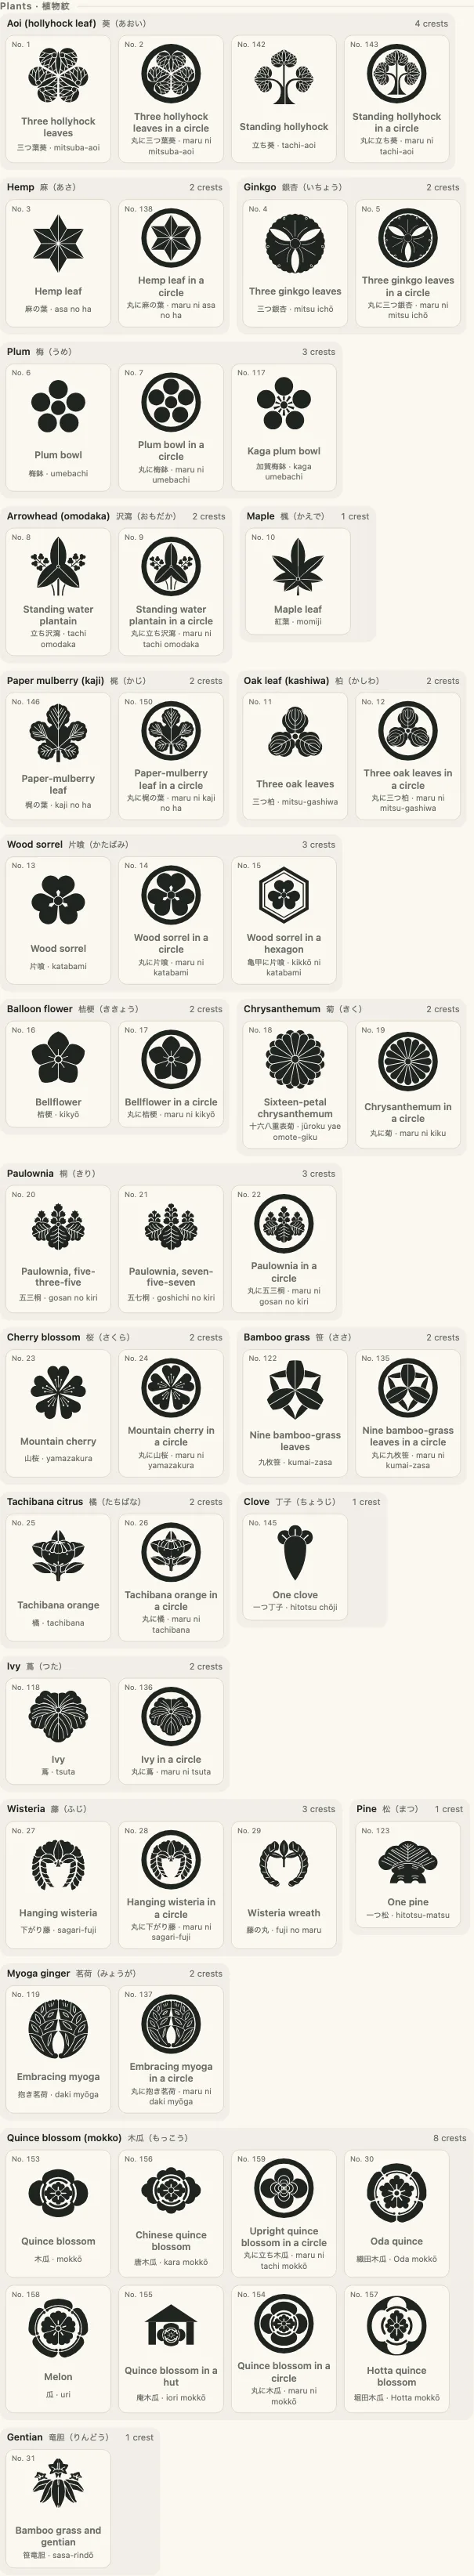 Plants · 植物紋
Aoi (hollyhock leaf) 葵（あおい） 4 crests
No. 1
Three hollyhock
leaves
三つ葉葵 · mitsuba-aoi
No. 2
Three hollyhock
leaves in a circle
丸に三つ葉葵 · maru ni
mitsuba-aoi
No. 142
Standing hollyhock
立ち葵 · tachi-aoi
No. 143
Standing hollyhock
in a circle
丸に立ち葵 · maru ni
tachi-aoi
Hemp 麻（あさ） 2 crests
No. 3
Hemp leaf
麻の葉 · asa no ha
No. 138
Hemp leaf in a
circle
丸に麻の葉 · maru ni asa
no ha
Ginkgo 銀杏（いちょう） 2 crests
No. 4
Three ginkgo leaves
三つ銀杏 · mitsu ichō
No. 5
Three ginkgo leaves
in a circle
丸に三つ銀杏 · maru ni
mitsu ichō
Plum 梅（うめ） 3 crests
No. 6
Plum bowl
梅鉢 · umebachi
No. 7
Plum bowl in a
circle
丸に梅鉢 · maru ni
umebachi
No. 117
Kaga plum bowl
加賀梅鉢 · kaga
umebachi
Arrowhead (omodaka) 沢瀉（おもだか） 2 crests
No. 8
Standing water
plantain
立ち沢瀉 · tachi
omodaka
No. 9
Standing water
plantain in a circle
丸に立ち沢瀉 · maru ni
tachi omodaka
Maple 楓（かえで） 1 crest
No. 10
Maple leaf
紅葉 · momiji
Paper mulberry (kaji) 梶（かじ） 2 crests
No. 146
Paper-mulberry
leaf
梶の葉 · kaji no ha
No. 150
Paper-mulberry
leaf in a circle
丸に梶の葉 · maru ni kaji
no ha
Oak leaf (kashiwa) 柏（かしわ） 2 crests
No. 11
Three oak leaves
三つ柏 · mitsu-gashiwa
No. 12
Three oak leaves in
a circle
丸に三つ柏 · maru ni
mitsu-gashiwa
Wood sorrel 片喰（かたばみ） 3 crests
No. 13
Wood sorrel
片喰 · katabami
No. 14
Wood sorrel in a
circle
丸に片喰 · maru ni
katabami
No. 15
Wood sorrel in a
hexagon
亀甲に片喰 · kikkō ni
katabami
Balloon flower 桔梗（ききょう） 2 crests
No. 16
Bellflower
桔梗 · kikyō
No. 17
Bellflower in a circle
丸に桔梗 · maru ni kikyō
Chrysanthemum 菊（きく） 2 crests
No. 18
Sixteen-petal
chrysanthemum
十六八重表菊 · jūroku yae
omote-giku
No. 19
Chrysanthemum in
a circle
丸に菊 · maru ni kiku
Paulownia 桐（きり） 3 crests
No. 20
Paulownia, five-
three-five
五三桐 · gosan no kiri
No. 21
Paulownia, seven-
five-seven
五七桐 · goshichi no kiri
No. 22
Paulownia in a
circle
丸に五三桐 · maru ni
gosan no kiri
Cherry blossom 桜（さくら） 2 crests
No. 23
Mountain cherry
山桜 · yamazakura
No. 24
Mountain cherry in
a circle
丸に山桜 · maru ni
yamazakura
Bamboo grass 笹（ささ） 2 crests
No. 122
Nine bamboo-grass
leaves
九枚笹 · kumai-zasa
No. 135
Nine bamboo-grass
leaves in a circle
丸に九枚笹 · maru ni
kumai-zasa
Tachibana citrus 橘（たちばな） 2 crests
No. 25
Tachibana orange
橘 · tachibana
No. 26
Tachibana orange in
a circle
丸に橘 · maru ni
tachibana
Clove 丁子（ちょうじ） 1 crest
No. 145
One clove
一つ丁子 · hitotsu chōji
Ivy 蔦（つた） 2 crests
No. 118
Ivy
蔦 · tsuta
No. 136
Ivy in a circle
丸に蔦 · maru ni tsuta
Wisteria 藤（ふじ） 3 crests
No. 27
Hanging wisteria
下がり藤 · sagari-fuji
No. 28
Hanging wisteria in
a circle
丸に下がり藤 · maru ni
sagari-fuji
No. 29
Wisteria wreath
藤の丸 · fuji no maru
Pine 松（まつ） 1 crest
No. 123
One pine
一つ松 · hitotsu-matsu
Myoga ginger 茗荷（みょうが） 2 crests
No. 119
Embracing myoga
抱き茗荷 · daki myōga
No. 137
Embracing myoga
in a circle
丸に抱き茗荷 · maru ni
daki myōga
Quince blossom (mokko) 木瓜（もっこう） 8 crests
No. 153
Quince blossom
木瓜 · mokkō
No. 156
Chinese quince
blossom
唐木瓜 · kara mokkō
No. 159
Upright quince
blossom in a circle
丸に立ち木瓜 · maru ni
tachi mokkō
No. 30
Oda quince
織田木瓜 · Oda mokkō
No. 158
Melon
瓜 · uri
No. 155
Quince blossom in a
hut
庵木瓜 · iori mokkō
No. 154
Quince blossom in a
circle
丸に木瓜 · maru ni
mokkō
No. 157
Hotta quince
blossom
堀田木瓜 · Hotta mokkō
Gentian 竜胆（りんどう） 1 crest
No. 31
Bamboo grass and
gentian
笹竜胆 · sasa-rindō